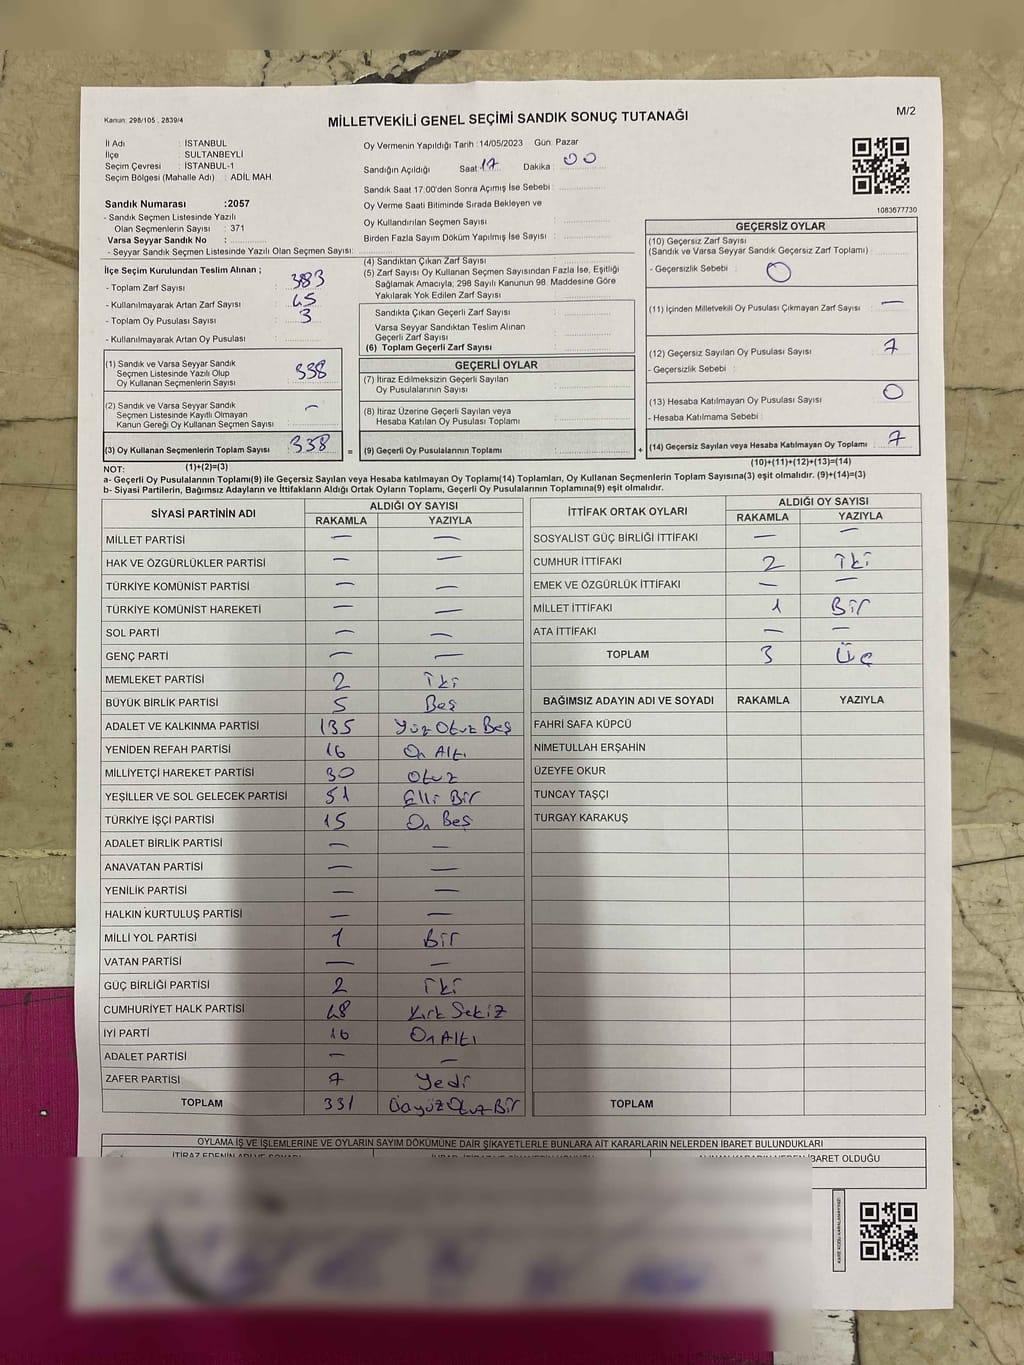 Kanun: 298/105 , 2839/4
MİLLETVEKİLİ GENEL SEÇİMİ SANDIK SONUÇ TUTANAĞI
M/2
İl Adı : İSTANBUL
İlçe : SULTANBEYLİ
Seçim Çevresi : İSTANBUL-1
Seçim Bölgesi (Mahalle Adı) : ADİL MAH.
Oy Vermenin Yapıldığı Tarih : 14/05/2023 Gün: Pazar
Sandığın Açıldığı Saat 17 Dakika : 00
Sandık Saat 17.00'den Sonra Açımış İse Sebebi :
Oy Verme Saati Bitiminde Sırada Bekleyen ve
Oy Kullandırılan Seçmen Sayısı :
Birden Fazla Sayım Döküm Yapılmış İse Sayısı :
1083677730
Sandık Numarası :2057
- Sandık Seçmen Listesinde Yazılı
Olan Seçmenlerin Sayısı : 371
Varsa Seyyar Sandık No :
- Seyyar Sandık Seçmen Listesinde Yazılı Olan Seçmen Sayısı:
İlçe Seçim Kurulundan Teslim Alınan ;
- Toplam Zarf Sayısı : 383
- Kullanılmayarak Artan Zarf Sayısı : 45
- Toplam Oy Pusulası Sayısı : 3
- Kullanılmayarak Artan Oy Pusulası :
(1) Sandık ve Varsa Seyyar Sandık
Seçmen Listesinde Yazılı Olup
Oy Kullanan Seçmenlerin Sayısı : 338
(2) Sandık ve Varsa Seyyar Sandık
Seçmen Listesinde Kayıtlı Olmayan
Kanun Gereği Oy Kullanan Seçmen Sayısı : —
(3) Oy Kullanan Seçmenlerin Toplam Sayısı : 338
(1)+(2)=(3)
(4) Sandıktan Çıkan Zarf Sayısı :
(5) Zarf Sayısı Oy Kullanan Seçmen Sayısından Fazla İse, Eşitliği
Sağlamak Amacıyla; 298 Sayılı Kanunun 98. Maddesine Göre
Yakılarak Yok Edilen Zarf Sayısı :
Sandıkta Çıkan Geçerli Zarf Sayısı :
Varsa Seyyar Sandıktan Teslim Alınan
Geçerli Zarf Sayısı :
(6) Toplam Geçerli Zarf Sayısı :
GEÇERLİ OYLAR
(7) İtiraz Edilmeksizin Geçerli Sayılan
Oy Pusulalarının Sayısı :
(8) İtiraz Üzerine Geçerli Sayılan veya
Hesaba Katılan Oy Pusulası Toplamı :
= (9) Geçerli Oy Pusulalarının Toplamı :
GEÇERSİZ OYLAR
(10) Geçersiz Zarf Sayısı
(Sandık ve Varsa Seyyar Sandık Geçersiz Zarf Toplamı) :
- Geçersizlik Sebebi : 0
(11) İçinden Milletvekili Oy Pusulası Çıkmayan Zarf Sayısı : —
(12) Geçersiz Sayılan Oy Pusulası Sayısı : 7
- Geçersizlik Sebebi :
(13) Hesaba Katılmayan Oy Pusulası Sayısı : 0
- Hesaba Katılmama Sebebi :
+ (14) Geçersiz Sayılan veya Hesaba Katılmayan Oy Toplamı : 7
(10)+(11)+(12)+(13)=(14)
NOT:
a- Geçerli Oy Pusulalarının Toplamı(9) ile Geçersiz Sayılan veya Hesaba katılmayan Oy Toplamı(14) Toplamları, Oy Kullanan Seçmenlerin Toplam Sayısına(3) eşit olmalıdır. (9)+(14)=(3)
b- Siyasi Partilerin, Bağımsız Adayların ve İttifakların Aldığı Ortak Oyların Toplamı, Geçerli Oy Pusulalarının Toplamına(9) eşit olmalıdır.
SİYASİ PARTİNİN ADI ALDIĞI OY SAYISI
RAKAMLA YAZIYLA
MİLLET PARTİSİ — —
HAK VE ÖZGÜRLÜKLER PARTİSİ — —
TÜRKİYE KOMÜNİST PARTİSİ — —
TÜRKİYE KOMÜNİST HAREKETİ — —
SOL PARTİ — —
GENÇ PARTİ — —
MEMLEKET PARTİSİ 2 İki
BÜYÜK BİRLİK PARTİSİ 5 Beş
ADALET VE KALKINMA PARTİSİ 135 Yüz Otuz Beş
YENİDEN REFAH PARTİSİ 16 On Altı
MİLLİYETÇİ HAREKET PARTİSİ 30 Otuz
YEŞİLLER VE SOL GELECEK PARTİSİ 51 Elli Bir
TÜRKİYE İŞÇİ PARTİSİ 15 On Beş
ADALET BİRLİK PARTİSİ — —
ANAVATAN PARTİSİ — —
YENİLİK PARTİSİ — —
HALKIN KURTULUŞ PARTİSİ — —
MİLLİ YOL PARTİSİ 1 Bir
VATAN PARTİSİ — —
GÜÇ BİRLİĞİ PARTİSİ 2 İki
CUMHURİYET HALK PARTİSİ 48 Kırk Sekiz
İYİ PARTİ 16 On Altı
ADALET PARTİSİ — —
ZAFER PARTİSİ 7 Yedi
TOPLAM 331
İTTİFAK ORTAK OYLARI ALDIĞI OY SAYISI
RAKAMLA YAZIYLA
SOSYALİST GÜÇ BİRLİĞİ İTTİFAKI — —
CUMHUR İTTİFAKI 2 İki
EMEK VE ÖZGÜRLÜK İTTİFAKI — —
MİLLET İTTİFAKI 1 Bir
ATA İTTİFAKI — —
TOPLAM 3 Üç
BAĞIMSIZ ADAYIN ADI VE SOYADI RAKAMLA YAZIYLA
FAHRİ SAFA KÜPCÜ
NİMETULLAH ERŞAHİN
ÜZEYFE OKUR
TUNCAY TAŞÇI
TURGAY KARAKUŞ
TOPLAM
OYLAMA İŞ VE İŞLEMLERİNE VE OYLARIN SAYIM DÖKÜMÜNE DAİR ŞİKAYETLERLE BUNLARA AİT KARARLARIN NELERDEN İBARET BULUNDUKLARI
İBARET OLDUĞU